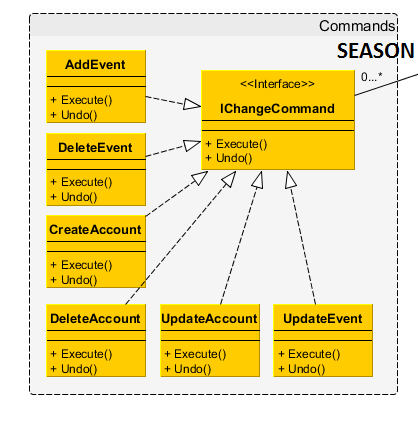 Commands
SEASON
AddEvent
+ Execute()
+ Undo()
<<Interface>>
IChangeCommand
+ Execute()
+ Undo()
0...*
DeleteEvent
+ Execute()
+ Undo()
CreateAccount
+ Execute()
+ Undo()
DeleteAccount
+ Execute()
+ Undo()
UpdateAccount
+ Execute()
+ Undo()
UpdateEvent
+ Execute()
+ Undo()